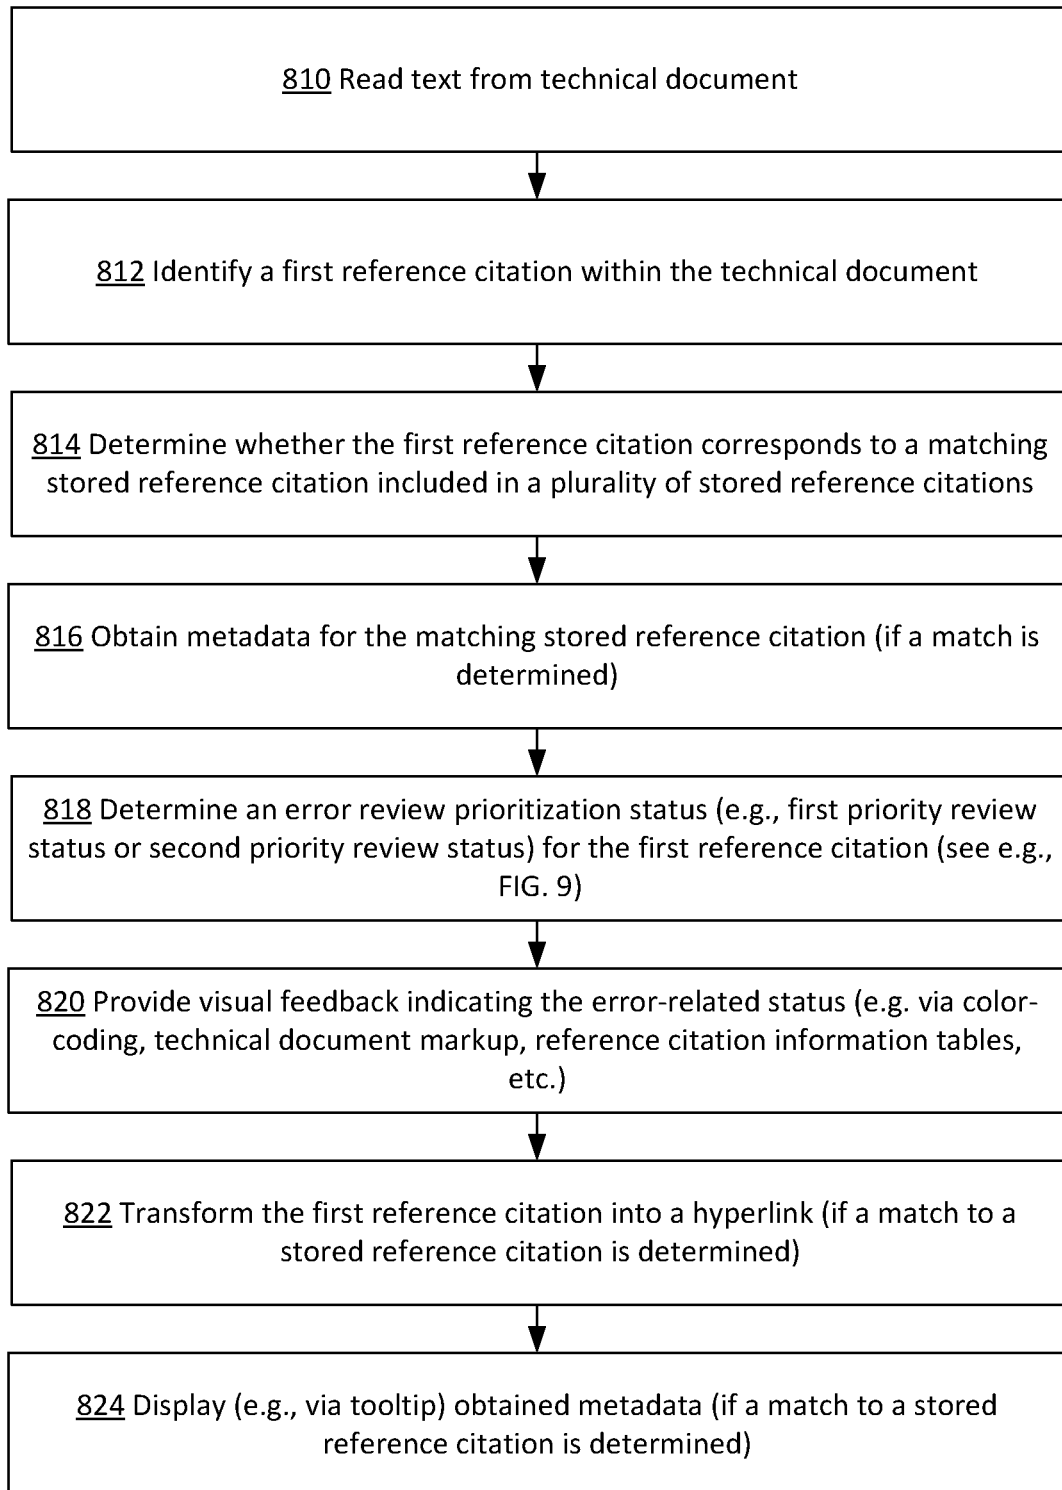 810 Read text from technical document
812 Identify a first reference citation within the technical document
814 Determine whether the first reference citation corresponds to a matching
stored reference citation included in a plurality of stored reference citations
816 Obtain metadata for the matching stored reference citation (if a match is
determined)
818 Determine an error review prioritization status (e.g., first priority review
status or second priority review status) for the first reference citation (see e.g.,
FIG. 9)
820 Provide visual feedback indicating the error-related status (e.g. via color-
coding, technical document markup, reference citation information tables,
etc.)
822 Transform the first reference citation into a hyperlink (if a match to a
stored reference citation is determined)
824 Display (e.g., via tooltip) obtained metadata (if a match to a stored
reference citation is determined)